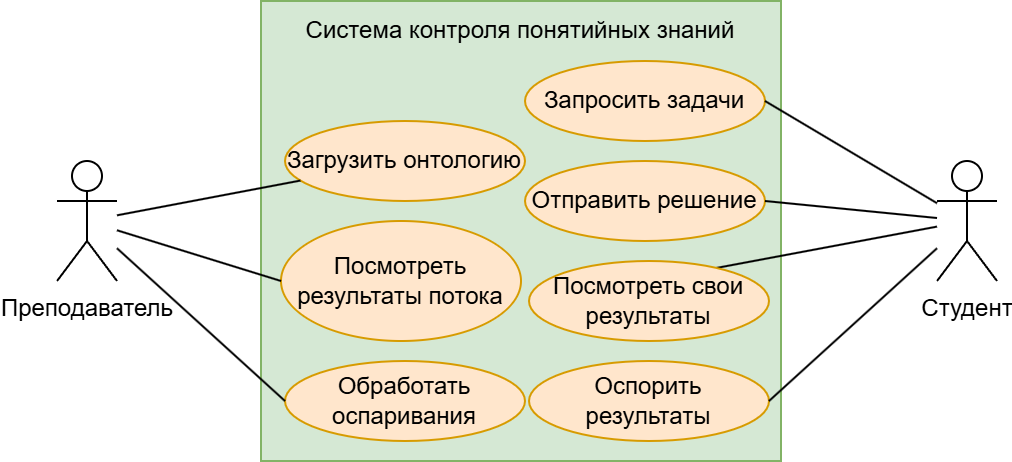 Система контроля понятийных знаний
Запросить задачи
Загрузить онтологию
Отправить решение
Посмотреть
результаты потока
Посмотреть свои
результаты
Преподаватель
Студент
Обработать
оспаривания
Оспорить
результаты